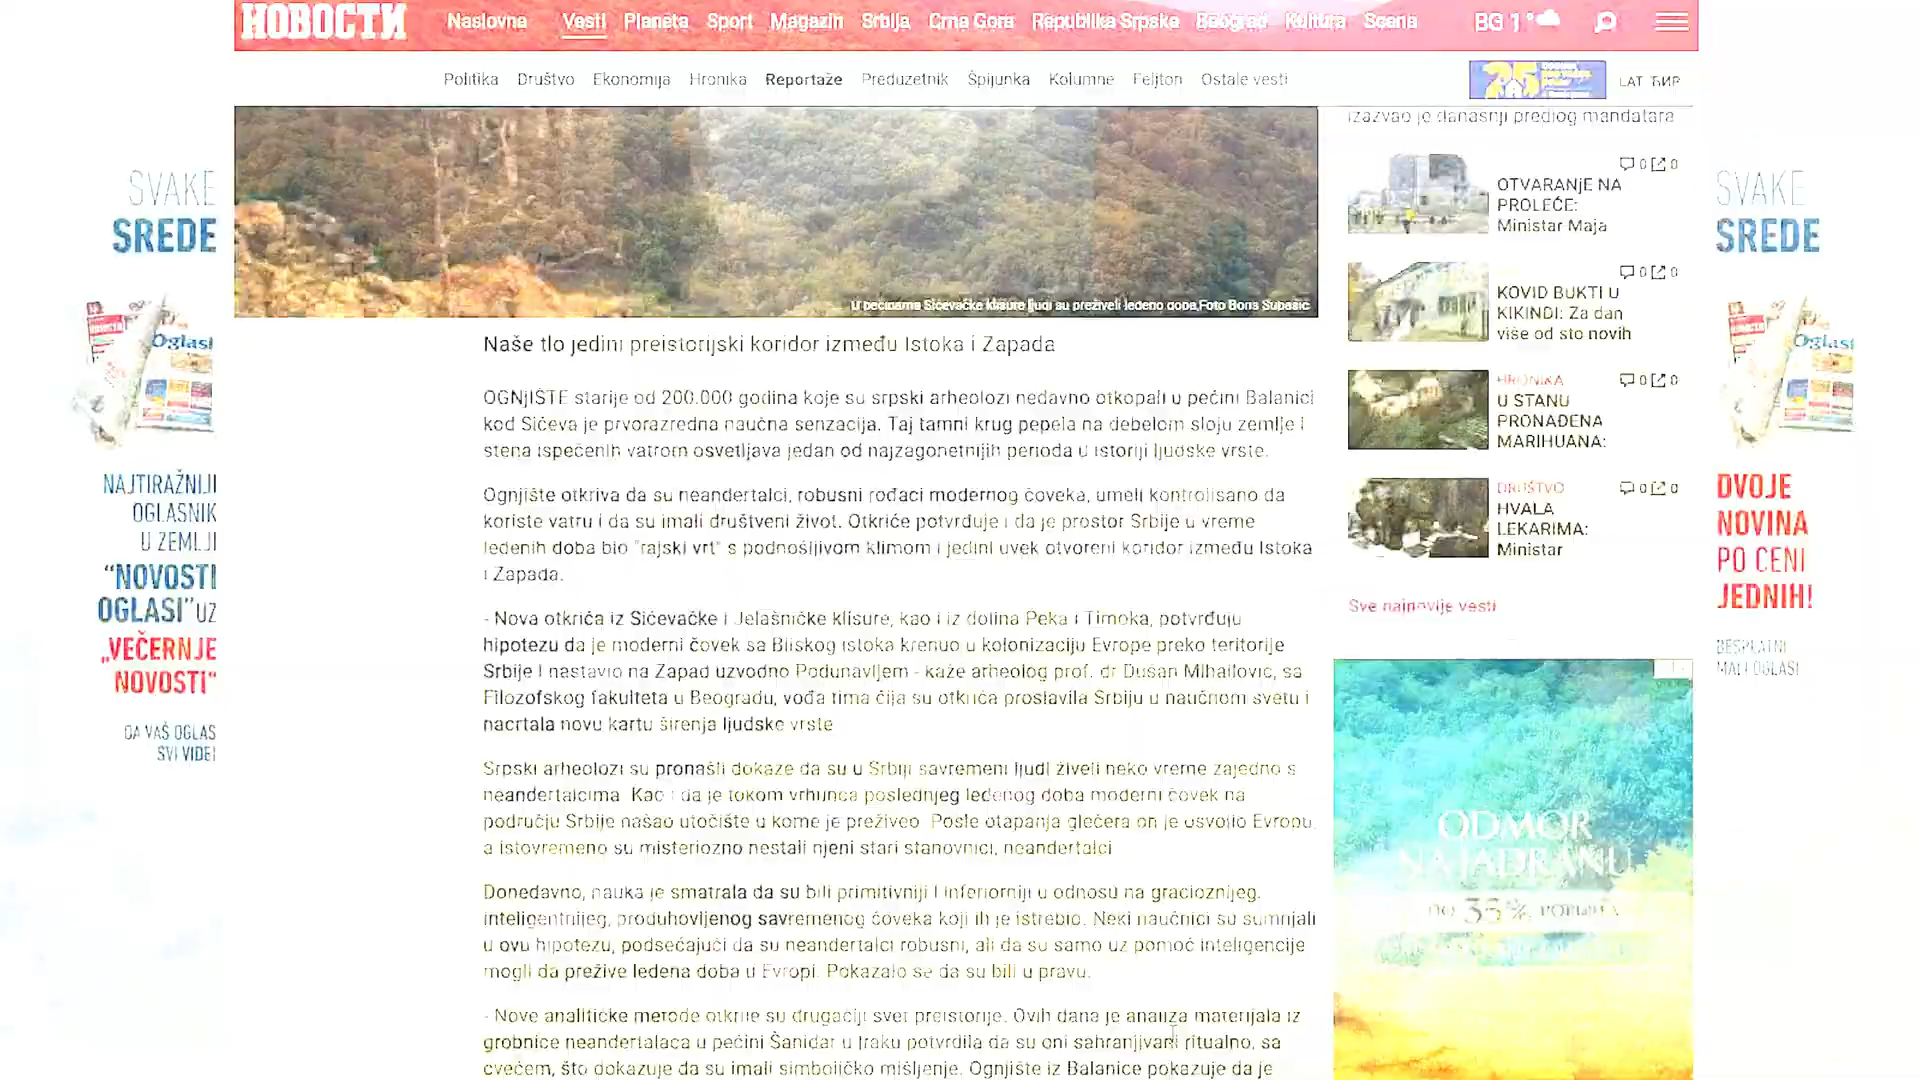 НОВОСТИ
Naslovna Vesti Planeta Sport Magazin Srbija Crna Gora Republika Srpska Beograd Kultura Scena BG 1°
Politika Društvo Ekonomija Hronika Reportaže Preduzetnik Špijunka Kolumne Feljton Ostale vesti
LAT ЋИР
U pećinama Sićevačke klisure ljudi su preživeli ledeno doba,Foto Boris Subašić
Naše tlo jedini preistorijski koridor između Istoka i Zapada
OGNjIŠTE starije od 200.000 godina koje su srpski arheolozi nedavno otkopali u pećini Balanici
kod Sićeva je prvorazredna naučna senzacija. Taj tamni krug pepela na debelom sloju zemlje i
stena ispečenih vatrom osvetljava jedan od najzagonetnijih perioda u istoriji ljudske vrste.
Ognjište otkriva da su neandertalci, robusni rođaci modernog čoveka, umeli kontrolisano da
koriste vatru i da su imali društveni život. Otkriće potvrđuje i da je prostor Srbije u vreme
ledenih doba bio "rajski vrt" s podnošljivom klimom i jedini uvek otvoreni koridor između Istoka
i Zapada.
- Nova otkrića iz Sićevačke i Jelašničke klisure, kao i iz dolina Peka i Timoka, potvrđuju
hipotezu da je moderni čovek sa Bliskog istoka krenuo u kolonizaciju Evrope preko teritorije
Srbije i nastavio na Zapad uzvodno Podunavljem - kaže arheolog prof. dr Dušan Mihailović, sa
Filozofskog fakulteta u Beogradu, vođa tima čija su otkrića proslavila Srbiju u naučnom svetu i
nacrtala novu kartu širenja ljudske vrste
Srpski arheolozi su pronašli dokaze da su u Srbiji savremeni ljudi živeli neko vreme zajedno s
neandertalcima. Kao i da je tokom vrhunca poslednjeg ledenog doba moderni čovek na
području Srbije našao utočište u kome je preživeo. Posle otapanja glečera on je osvojio Evropu,
a istovremeno su misteriozno nestali njeni stari stanovnici, neandertalci
Donedavno, nauka je smatrala da su bili primitivniji i inferiorniji u odnosu na gracioznijeg,
inteligentnijeg, produhovljenog savremenog čoveka koji ih je istrebio. Neki naučnici su sumnjali
u ovu hipotezu, podsećajući da su neandertalci robusni, ali da su samo uz pomoć inteligencije
mogli da prežive ledena doba u Evropi. Pokazalo se da su bili u pravu.
- Nove analitičke metode otkrile su drugačiji svet preistorije. Ovih dana je analiza materijala iz
grobnice neandertalaca u pećini Šanidar u Iraku potvrdila da su oni sahranjivani ritualno, sa
cvećem, što dokazuje da su imali simboličko mišljenje. Ognjište iz Balanice pokazuje da je
izazvao je današnji predlog mandatara
0 0
OTVARANjE NA
PROLEĆE:
Ministar Maja
0 0
KOVID BUKTI U
KIKINDI: Za dan
više od sto novih
HRONIKA 0 0
U STANU
PRONAĐENA
MARIHUANA:
DRUŠTVO 0 0
HVALA
LEKARIMA:
Ministar
Sve najnovije vesti
ODMOR
NA JADRANU
DO 35% POPUSTA
SVAKE
SREDE
Oglasi
NAJTIRAŽNIJI
OGLASNIK
U ZEMLJI
“NOVOSTI
OGLASI” UZ
„VEČERNJE
NOVOSTI“
DA VAŠ OGLAS
SVI VIDE!
SVAKE
SREDE
Oglasi
DVOJE
NOVINA
PO CENI
JEDNIH!
BESPLATNI
MALI OGLASI